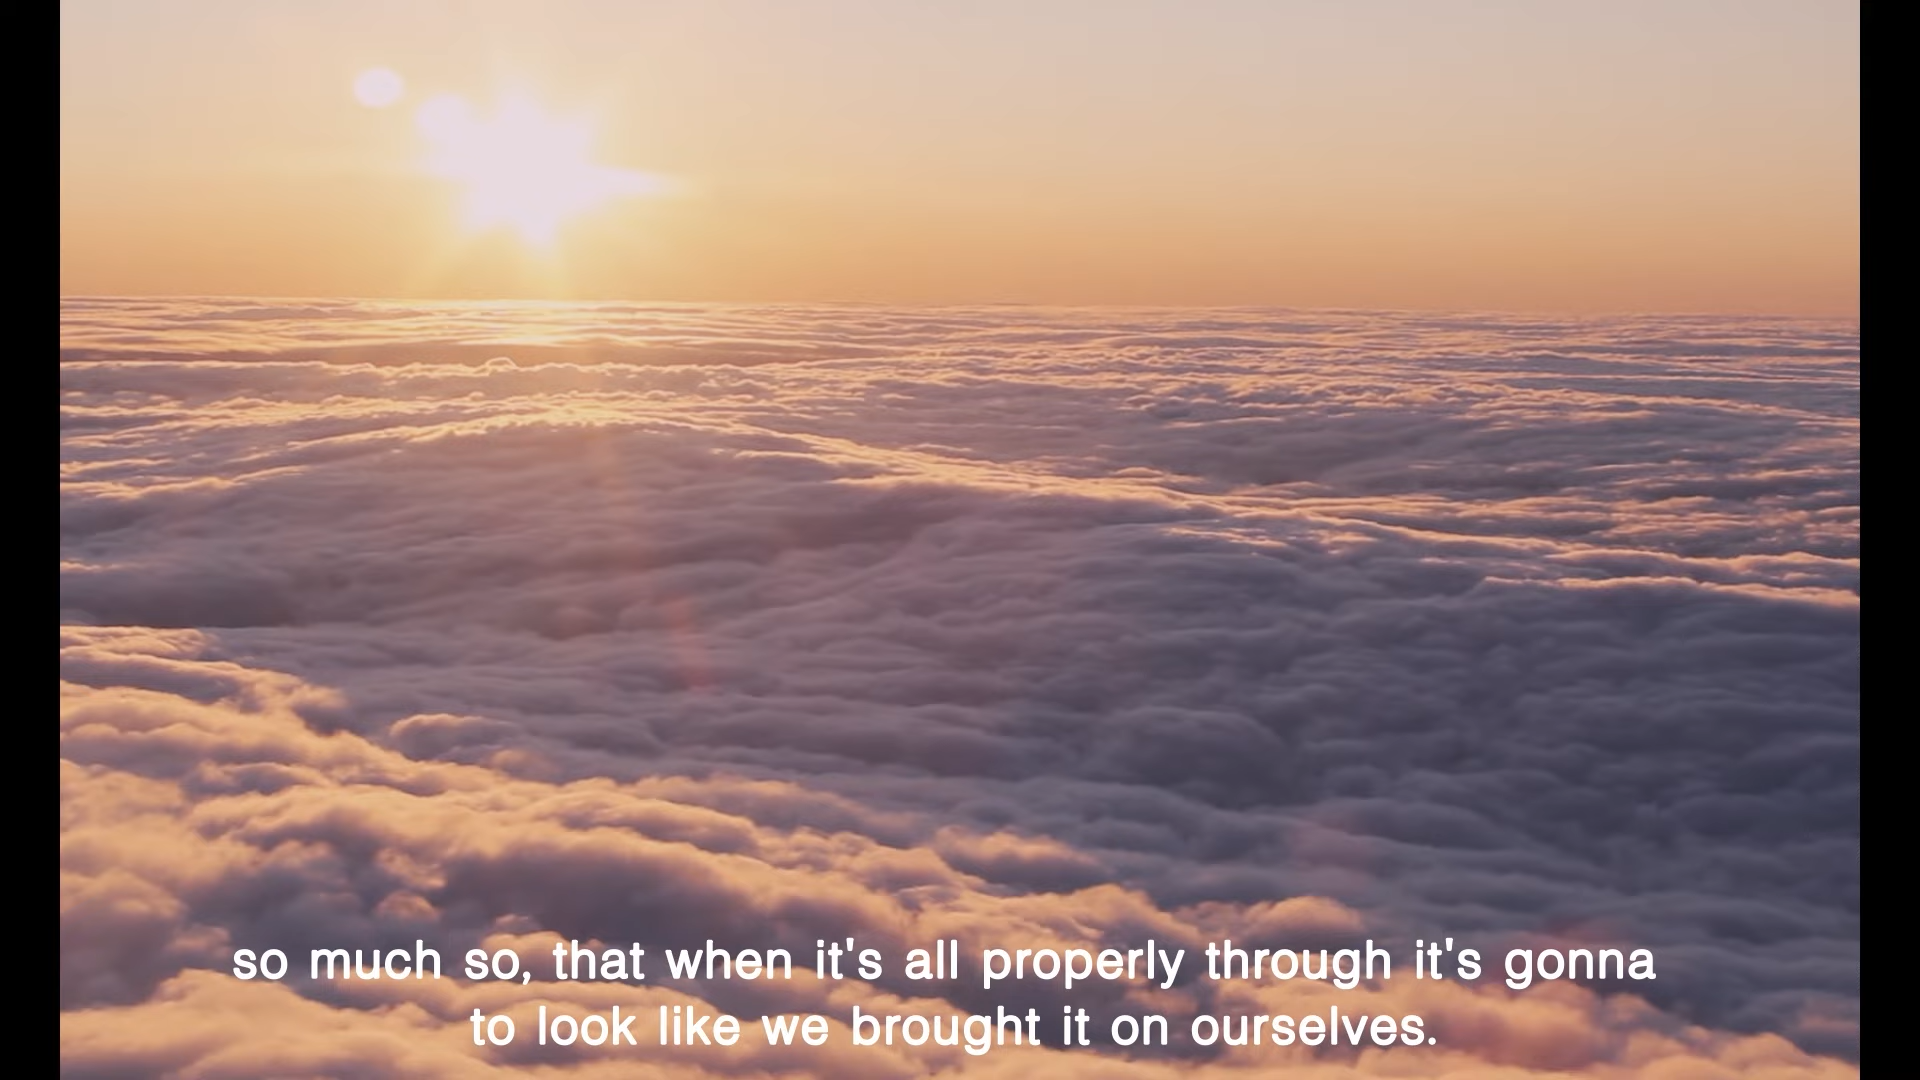 so much so, that when it's all properly through it's gonna
to look like we brought it on ourselves.